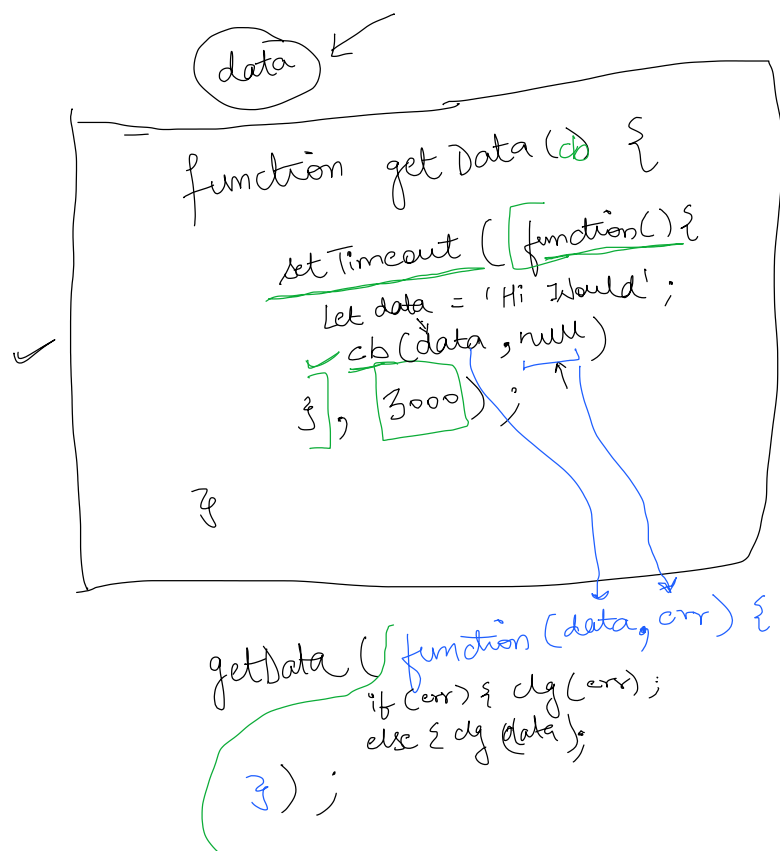 data
function getData(cb) {
setTimeout(function() {
Let data = 'Hi Would';
cb(data, null)
}, 3000);
}
getData(function(data, err) {
if (err) { clg(err);
else { clg(data);
});